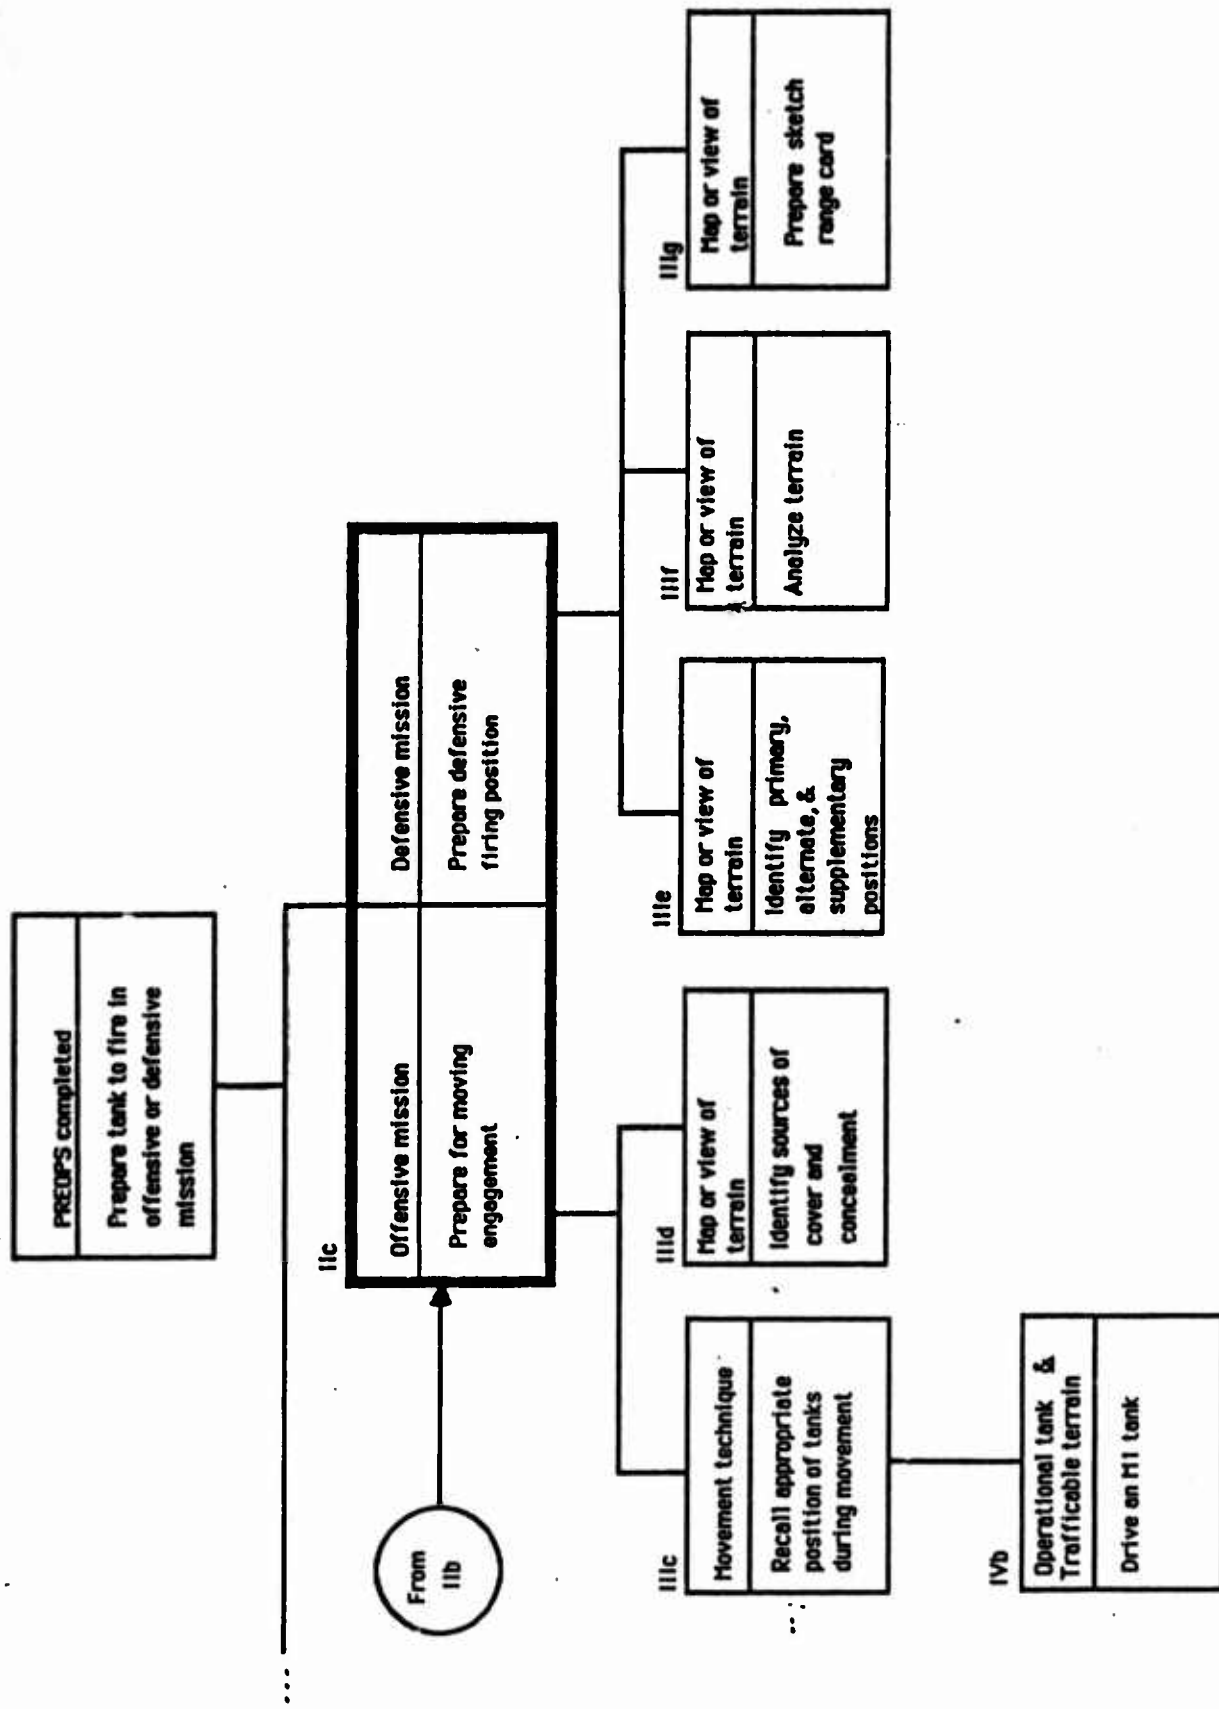 PREOPS completed
Prepare tank to fire in
offensive or defensive
mission
...
IIc
Offensive mission
Prepare for moving
engagement
Defensive mission
Prepare defensive
firing position
From
IIb
IIIc
Movement technique
Recall appropriate
position of tanks
during movement
...
IIId
Map or view of
terrain
Identify sources of
cover and
concealment
IIIe
Map or view of
terrain
Identify primary,
alternate, &
supplementary
positions
IIIf
Map or view of
terrain
Analyze terrain
IIIg
Map or view of
terrain
Prepare sketch
range card
IVb
Operational tank &
Trafficable terrain
Drive an M1 tank